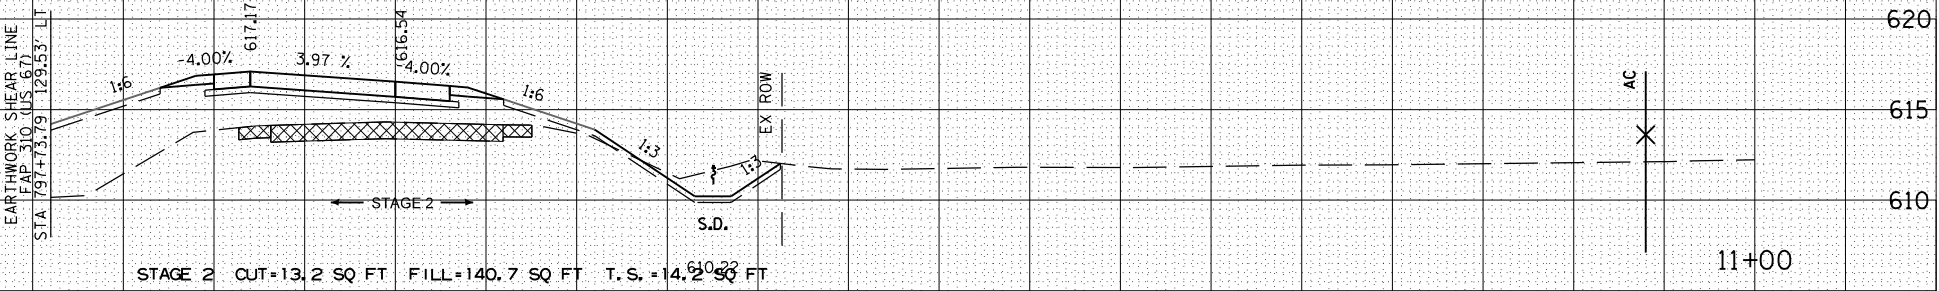 EARTHWORK SHEAR LINE
FAP 310 (US 67)
STA 797+73.79 129.53' LT
617.17
616.54
620
-4.00%
3.97 %
-4.00%
1:6
1:6
EX ROW
AC
615
1:3
1:3
STAGE 2
610
S.D.
610.22
11+00
STAGE 2 CUT=13.2 SQ FT FILL=140.7 SQ FT T.S. =14.2 SQ FT